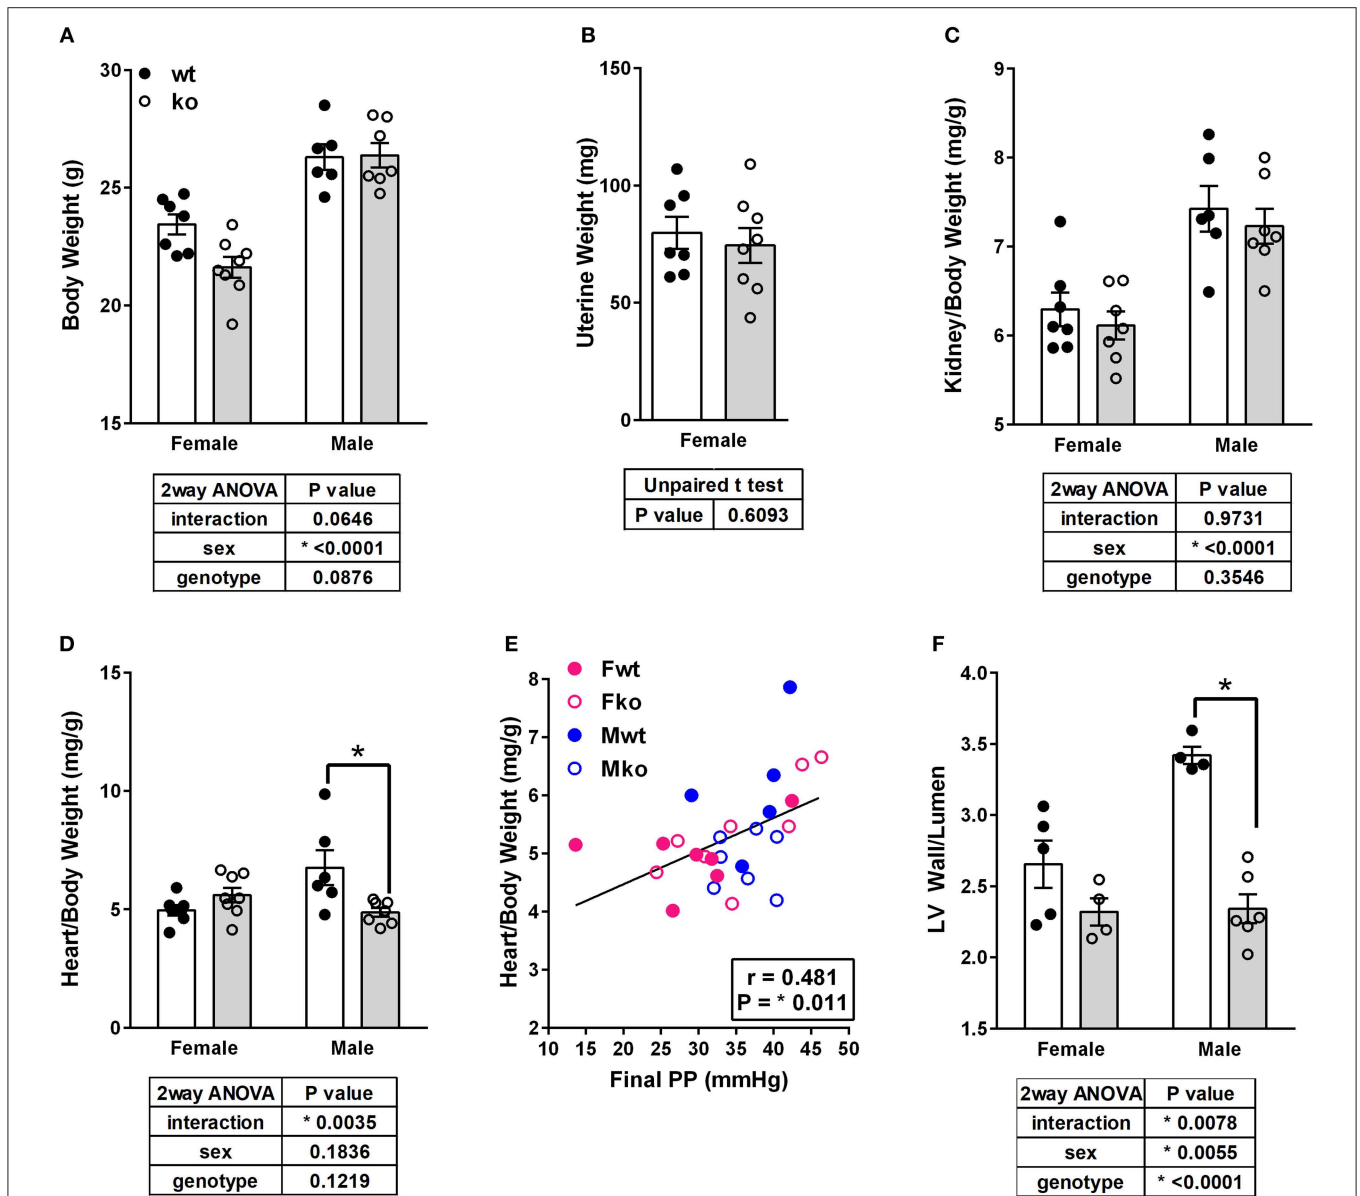 A
wt
ko
30
25
20
15
Body Weight (g)
Female
Male
2way ANOVA P value
interaction 0.0646
sex * <0.0001
genotype 0.0876
B
150
100
50
0
Uterine Weight (mg)
Female
Unpaired t test
P value 0.6093
C
9
8
7
6
5
Kidney/Body Weight (mg/g)
Female
Male
2way ANOVA P value
interaction 0.9731
sex * <0.0001
genotype 0.3546
D
15
10
5
0
Heart/Body Weight (mg/g)
*
Female
Male
2way ANOVA P value
interaction * 0.0035
sex 0.1836
genotype 0.1219
E
Fwt
Fko
Mwt
Mko
8
7
6
5
4
3
2
Heart/Body Weight (mg/g)
r = 0.481
P = * 0.011
10 15 20 25 30 35 40 45 50
Final PP (mmHg)
F
4.0
3.5
3.0
2.5
2.0
1.5
LV Wall/Lumen
*
Female
Male
2way ANOVA P value
interaction * 0.0078
sex * 0.0055
genotype * <0.0001